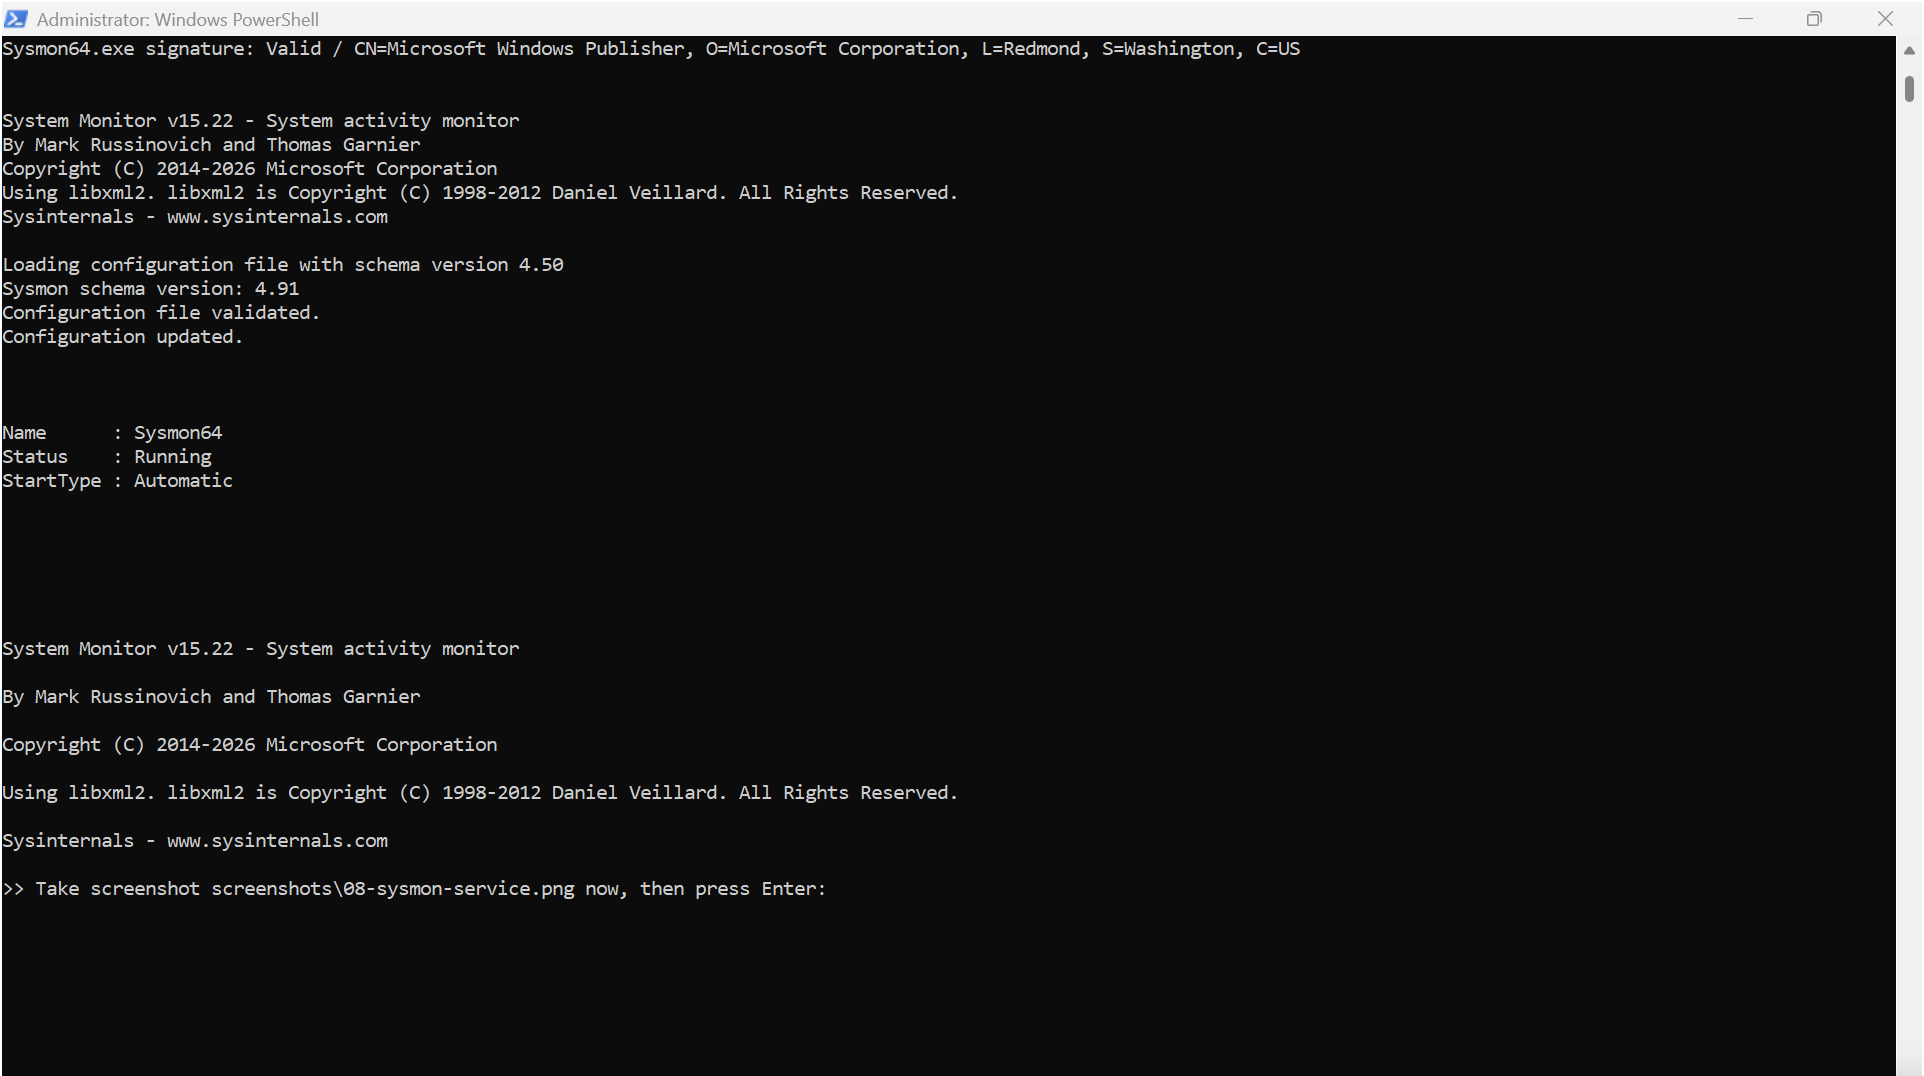 Administrator: Windows PowerShell
Sysmon64.exe signature: Valid / CN=Microsoft Windows Publisher, O=Microsoft Corporation, L=Redmond, S=Washington, C=US
System Monitor v15.22 - System activity monitor
By Mark Russinovich and Thomas Garnier
Copyright (C) 2014-2026 Microsoft Corporation
Using libxml2. libxml2 is Copyright (C) 1998-2012 Daniel Veillard. All Rights Reserved.
Sysinternals - www.sysinternals.com
Loading configuration file with schema version 4.50
Sysmon schema version: 4.91
Configuration file validated.
Configuration updated.
Name      : Sysmon64
Status    : Running
StartType : Automatic
System Monitor v15.22 - System activity monitor
By Mark Russinovich and Thomas Garnier
Copyright (C) 2014-2026 Microsoft Corporation
Using libxml2. libxml2 is Copyright (C) 1998-2012 Daniel Veillard. All Rights Reserved.
Sysinternals - www.sysinternals.com
>> Take screenshot screenshots\08-sysmon-service.png now, then press Enter: